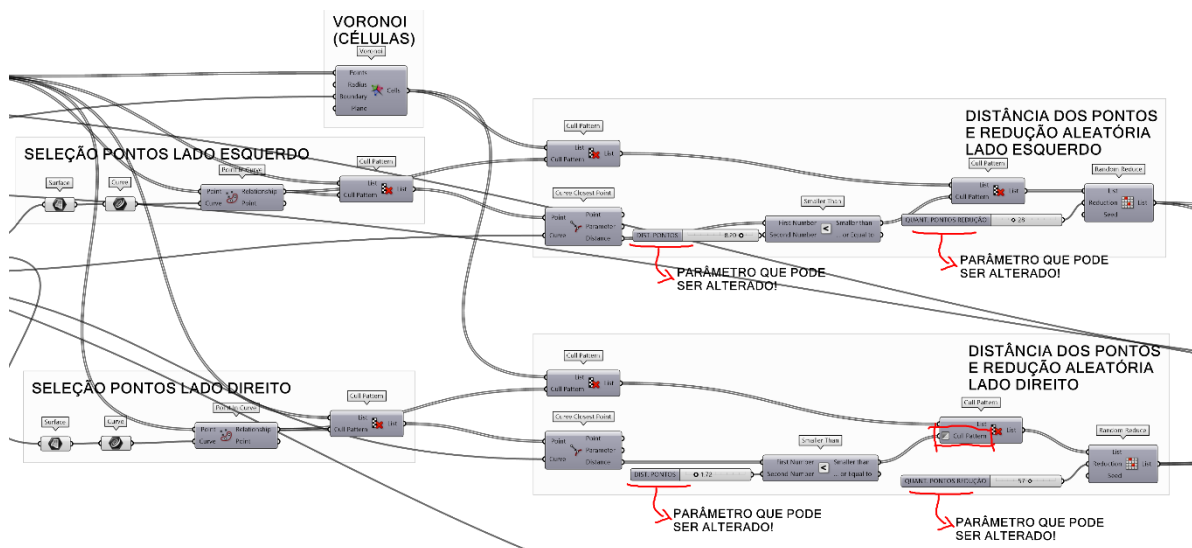 VORONOI
(CÉLULAS)
Voronoi
Points
Radius
Boundary
Plane
Cells
SELEÇÃO PONTOS LADO ESQUERDO
Surface
Curve
Point In Curve
Point
Curve
Relationship
Point
Cull Pattern
List
Cull Pattern
List
DISTÂNCIA DOS PONTOS
E REDUÇÃO ALEATÓRIA
LADO ESQUERDO
Cull Pattern
List
Cull Pattern
List
Curve Closest Point
Point
Curve
Point
Parameter
Distance
DIST. PONTOS
8.20
Smaller Than
First Number
Second Number
Smaller than
... or Equal to
Cull Pattern
List
Cull Pattern
List
QUANT. PONTOS REDUÇÃO
28
Random Reduce
List
Reduction
Seed
List
PARÂMETRO QUE PODE
SER ALTERADO!
PARÂMETRO QUE PODE
SER ALTERADO!
SELEÇÃO PONTOS LADO DIREITO
Surface
Curve
Point In Curve
Point
Curve
Relationship
Point
Cull Pattern
List
Cull Pattern
List
DISTÂNCIA DOS PONTOS
E REDUÇÃO ALEATÓRIA
LADO DIREITO
Cull Pattern
List
Cull Pattern
List
Curve Closest Point
Point
Curve
Point
Parameter
Distance
DIST. PONTOS
1.72
Smaller Than
First Number
Second Number
Smaller than
... or Equal to
Cull Pattern
List
Cull Pattern
List
QUANT. PONTOS REDUÇÃO
57
Random Reduce
List
Reduction
Seed
List
PARÂMETRO QUE PODE
SER ALTERADO!
PARÂMETRO QUE PODE
SER ALTERADO!